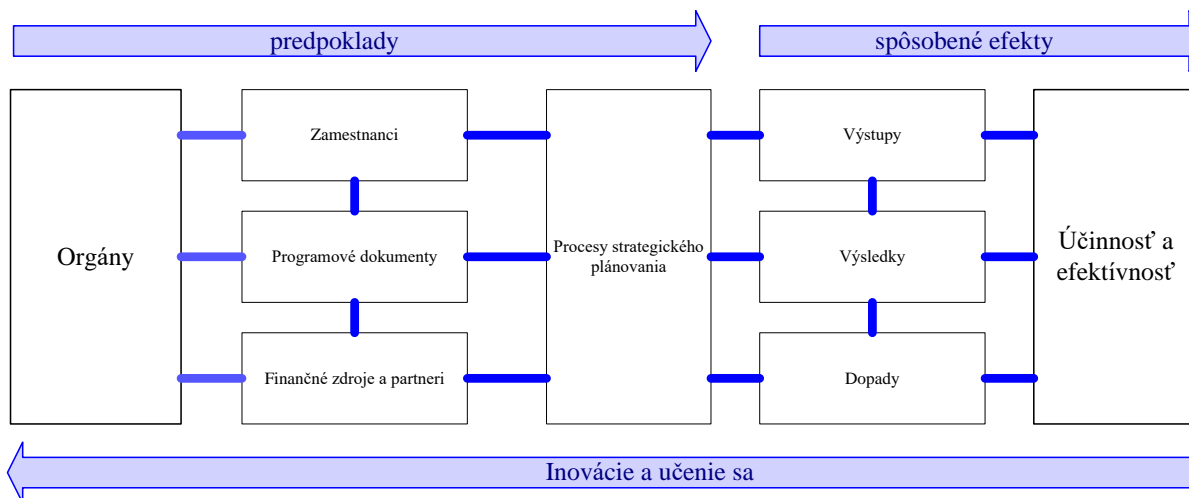 predpoklady
spôsobené efekty
Orgány
Zamestnanci
Programové dokumenty
Finančné zdroje a partneri
Procesy strategického
plánovania
Výstupy
Výsledky
Dopady
Účinnosť a
efektívnosť
Inovácie a učenie sa